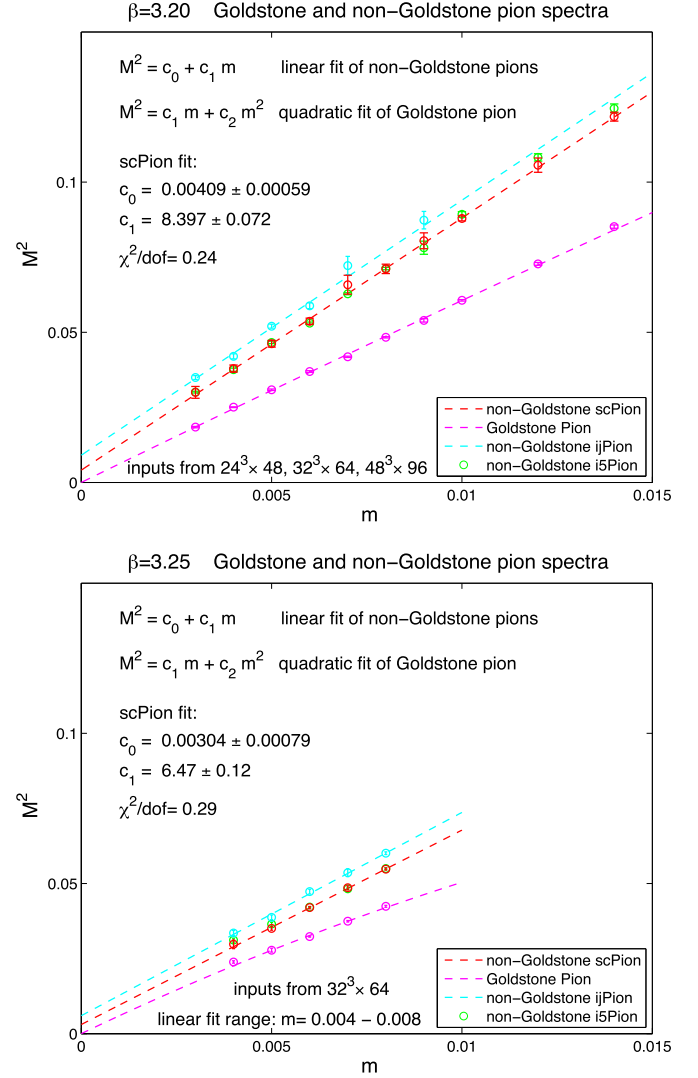 β=3.20 Goldstone and non−Goldstone pion spectra
M² = c₀ + c₁ m linear fit of non−Goldstone pions
M² = c₁ m + c₂ m² quadratic fit of Goldstone pion
scPion fit:
c₀ = 0.00409 ± 0.00059
c₁ = 8.397 ± 0.072
χ²/dof= 0.24
0.1
M²
0.05
0
non−Goldstone scPion
Goldstone Pion
non−Goldstone ijPion
non−Goldstone i5Pion
inputs from 24³× 48, 32³× 64, 48³× 96
0 0.005 0.01 0.015
m
β=3.25 Goldstone and non−Goldstone pion spectra
M² = c₀ + c₁ m linear fit of non−Goldstone pions
M² = c₁ m + c₂ m² quadratic fit of Goldstone pion
scPion fit:
c₀ = 0.00304 ± 0.00079
c₁ = 6.47 ± 0.12
χ²/dof= 0.29
0.1
M²
0.05
0
non−Goldstone scPion
Goldstone Pion
non−Goldstone ijPion
non−Goldstone i5Pion
inputs from 32³× 64
linear fit range: m= 0.004 − 0.008
0 0.005 0.01 0.015
m